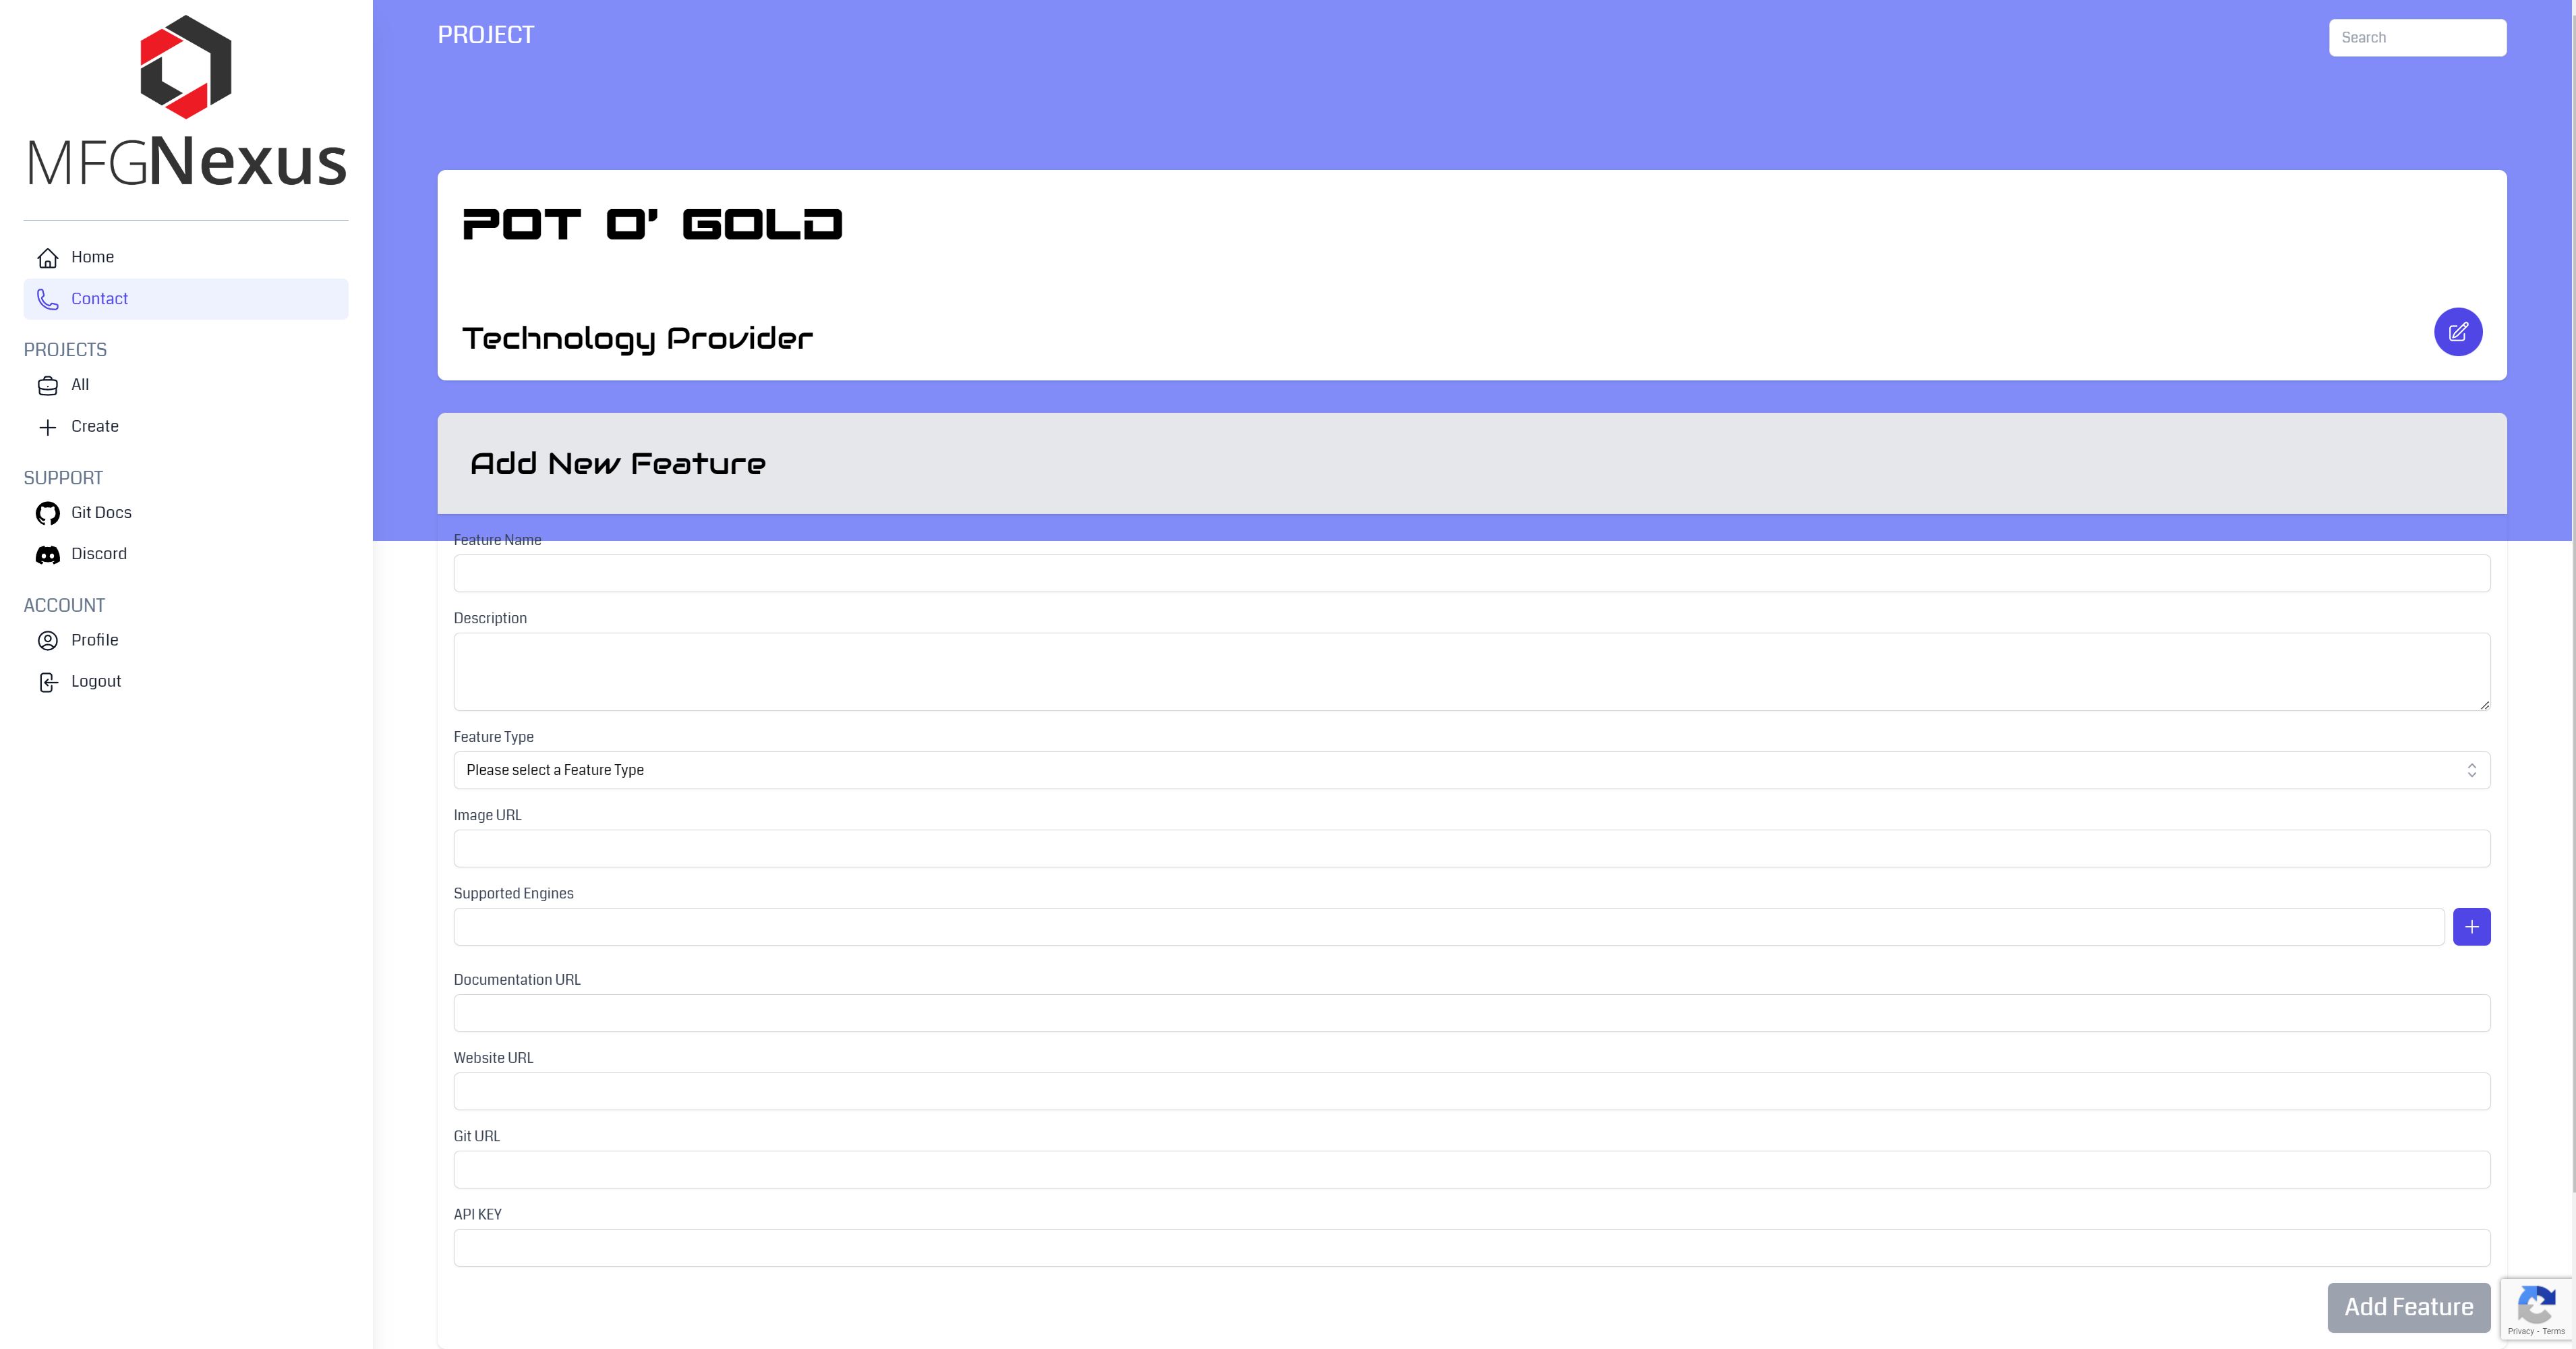 MFGNexus
Home
Contact
PROJECTS
All
Create
SUPPORT
Git Docs
Discord
ACCOUNT
Profile
Logout
PROJECT
Search
POT O' GOLD
Technology Provider
Add New Feature
Feature Name
Description
Feature Type
Please select a Feature Type
Image URL
Supported Engines
Documentation URL
Website URL
Git URL
API KEY
Add Feature
Privacy - Terms